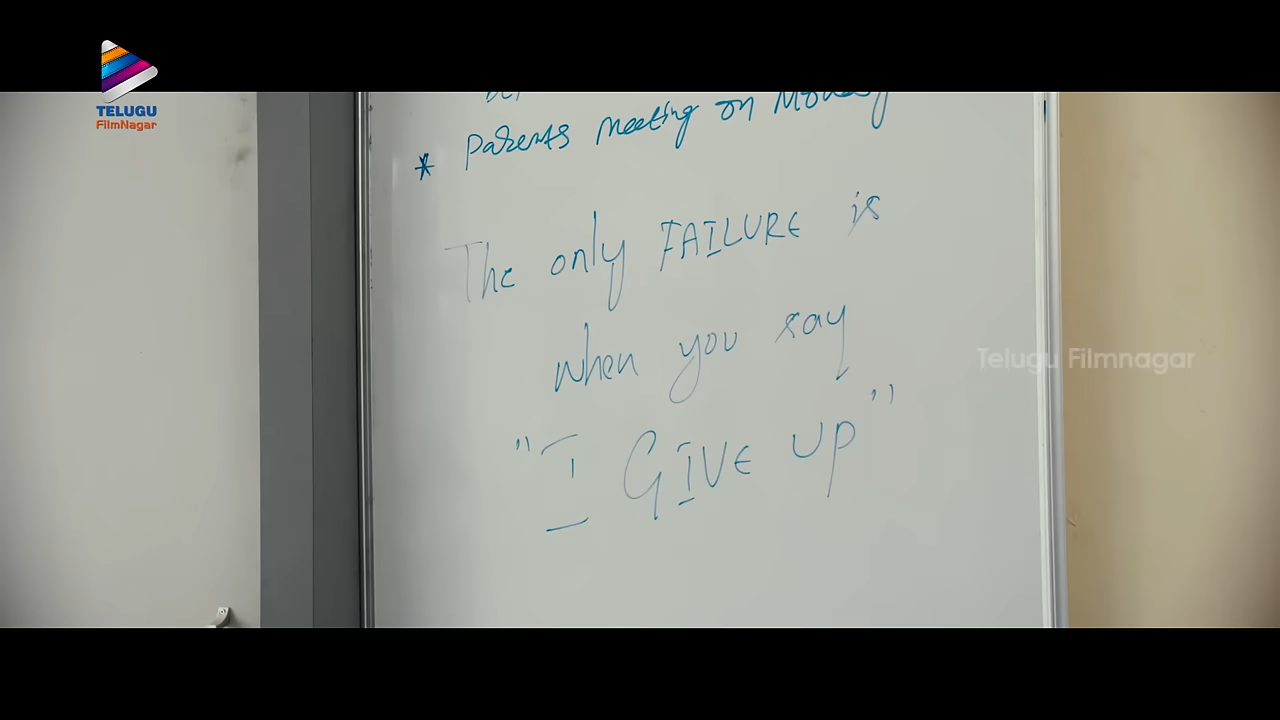 TELUGU
FilmNagar
* Parents meeting on Monday
The only FAILURE is
when you say
Telugu Filmnagar
"I GIVE UP"